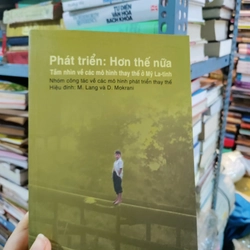 Phát triển: Hơn thế nữa
Tầm nhìn về các mô hình thay thế ở Mỹ La-tinh
Nhóm công tác về các mô hình phát triển thay thế
Hiệu đính: M. Lang và D. Mokrani